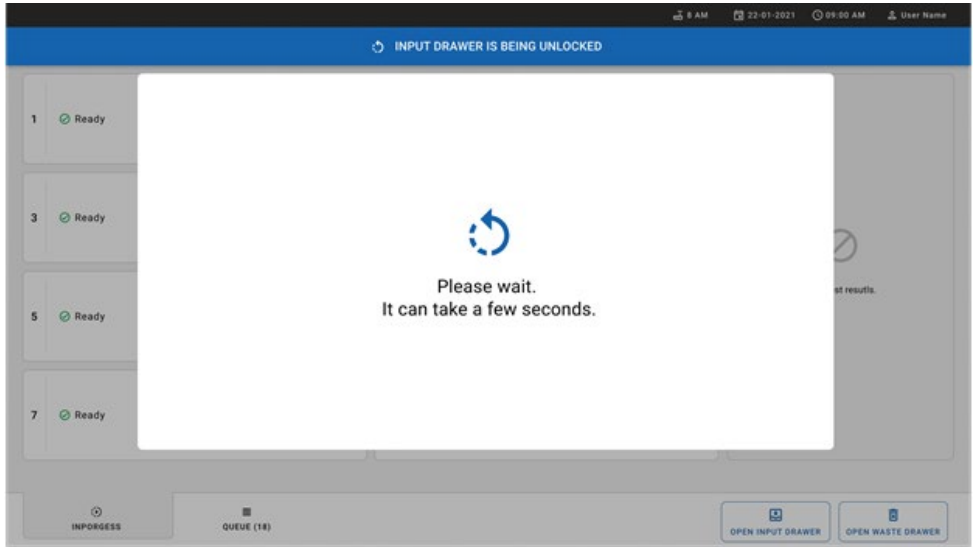 8 AM 22-01-2021 09:00 AM User Name
INPUT DRAWER IS BEING UNLOCKED
1 Ready
3 Ready
5 Ready
7 Ready
Please wait.
It can take a few seconds.
st resutls.
INPORGESS
QUEUE (18)
OPEN INPUT DRAWER
OPEN WASTE DRAWER